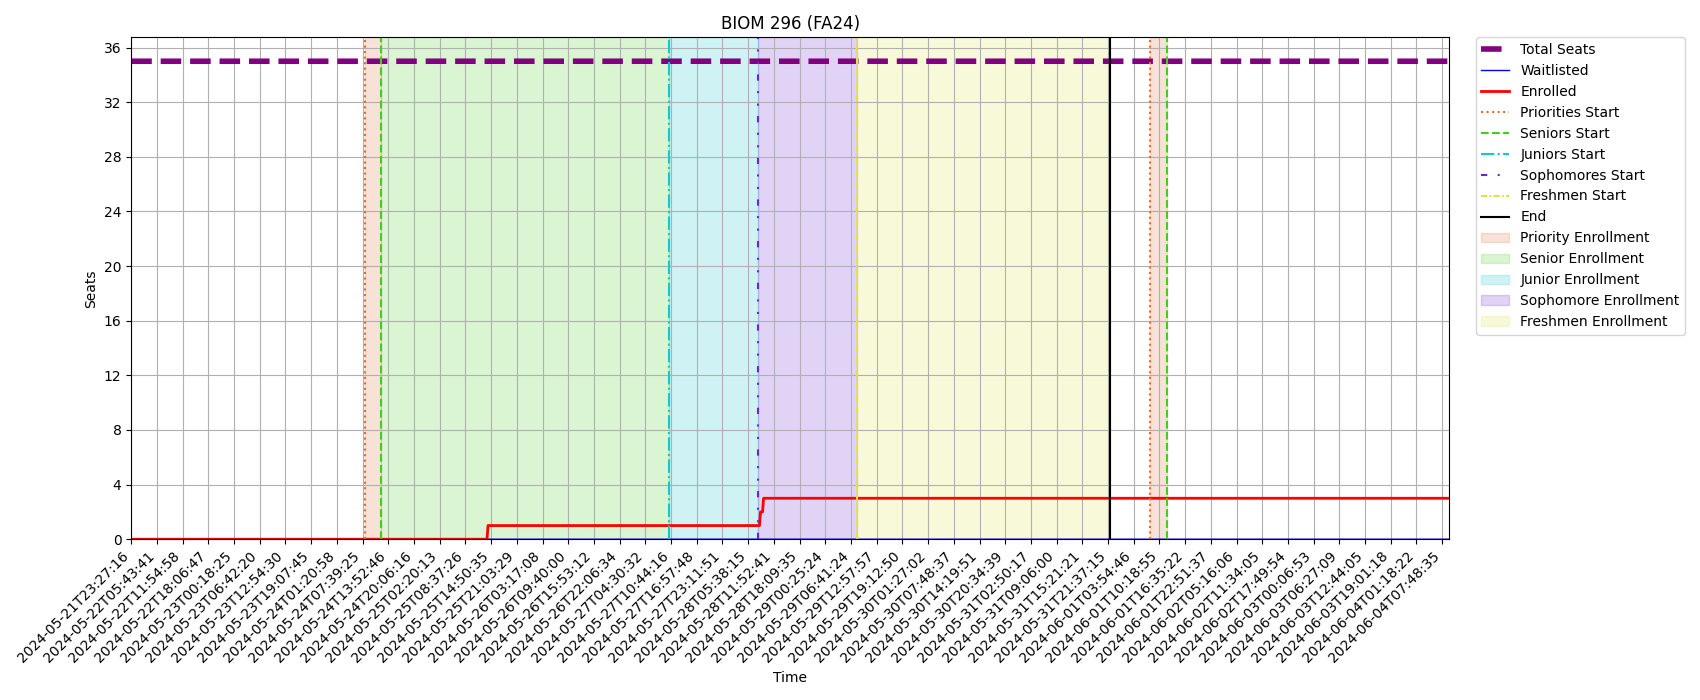 BIOM 296 (FA24)
Seats
36
32
28
24
20
16
12
8
4
0
2024-05-21T23:27:16
2024-05-22T05:43:41
2024-05-22T11:54:58
2024-05-22T18:06:47
2024-05-23T00:18:25
2024-05-23T06:42:20
2024-05-23T12:54:30
2024-05-23T19:07:45
2024-05-24T01:20:58
2024-05-24T07:39:25
2024-05-24T13:52:46
2024-05-24T20:06:16
2024-05-25T02:20:13
2024-05-25T08:37:26
2024-05-25T14:50:35
2024-05-25T21:03:29
2024-05-26T03:17:08
2024-05-26T09:40:00
2024-05-26T15:53:12
2024-05-26T22:06:34
2024-05-27T04:30:32
2024-05-27T10:44:16
2024-05-27T16:57:48
2024-05-27T23:11:51
2024-05-28T05:38:15
2024-05-28T11:52:41
2024-05-28T18:09:35
2024-05-29T00:25:24
2024-05-29T06:41:24
2024-05-29T12:57:57
2024-05-29T19:12:50
2024-05-30T01:27:02
2024-05-30T07:48:37
2024-05-30T14:19:51
2024-05-30T20:34:39
2024-05-31T02:50:17
2024-05-31T09:06:00
2024-05-31T15:21:21
2024-05-31T21:37:15
2024-06-01T03:54:46
2024-06-01T10:18:55
2024-06-01T16:35:22
2024-06-01T22:51:37
2024-06-02T05:16:06
2024-06-02T11:34:05
2024-06-02T17:49:54
2024-06-03T00:06:53
2024-06-03T06:27:09
2024-06-03T12:44:05
2024-06-03T19:01:18
2024-06-04T01:18:22
2024-06-04T07:48:35
Time
Total Seats
Waitlisted
Enrolled
Priorities Start
Seniors Start
Juniors Start
Sophomores Start
Freshmen Start
End
Priority Enrollment
Senior Enrollment
Junior Enrollment
Sophomore Enrollment
Freshmen Enrollment